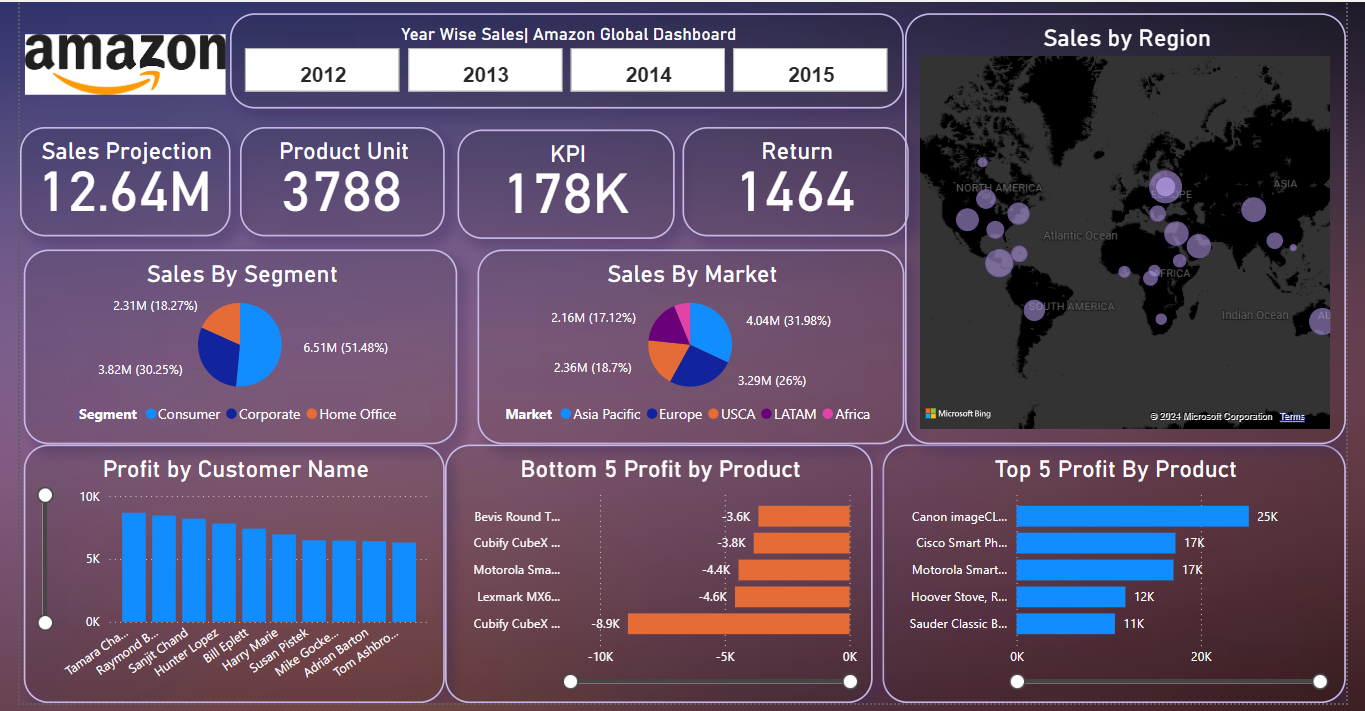 amazon
Year Wise Sales| Amazon Global Dashboard
2012
2013
2014
2015
Sales by Region
NORTH AMERICA
EUROPE
ASIA
Atlantic Ocean
AFRICA
SOUTH AMERICA
Indian Ocean
Microsoft Bing
© 2024 Microsoft Corporation
Terms
Sales Projection
12.64M
Product Unit
3788
KPI
178K
Return
1464
Sales By Segment
2.31M (18.27%)
6.51M (51.48%)
3.82M (30.25%)
Segment Consumer Corporate Home Office
Sales By Market
2.16M (17.12%)
4.04M (31.98%)
2.36M (18.7%)
3.29M (26%)
Market Asia Pacific Europe USCA LATAM Africa
Profit by Customer Name
10K
5K
0K
Tamara Cha...
Raymond B...
Sanjit Chand
Hunter Lopez
Bill Eplett
Harry Marie
Susan Pistek
Mike Gocke...
Adrian Barton
Tom Ashbro...
Bottom 5 Profit by Product
Bevis Round T... -3.6K
Cubify CubeX ... -3.8K
Motorola Sma... -4.4K
Lexmark MX6... -4.6K
Cubify CubeX ... -8.9K
-10K -5K 0K
Top 5 Profit By Product
Canon imageCL... 25K
Cisco Smart Ph... 17K
Motorola Smart... 17K
Hoover Stove, R... 12K
Sauder Classic B... 11K
0K 20K